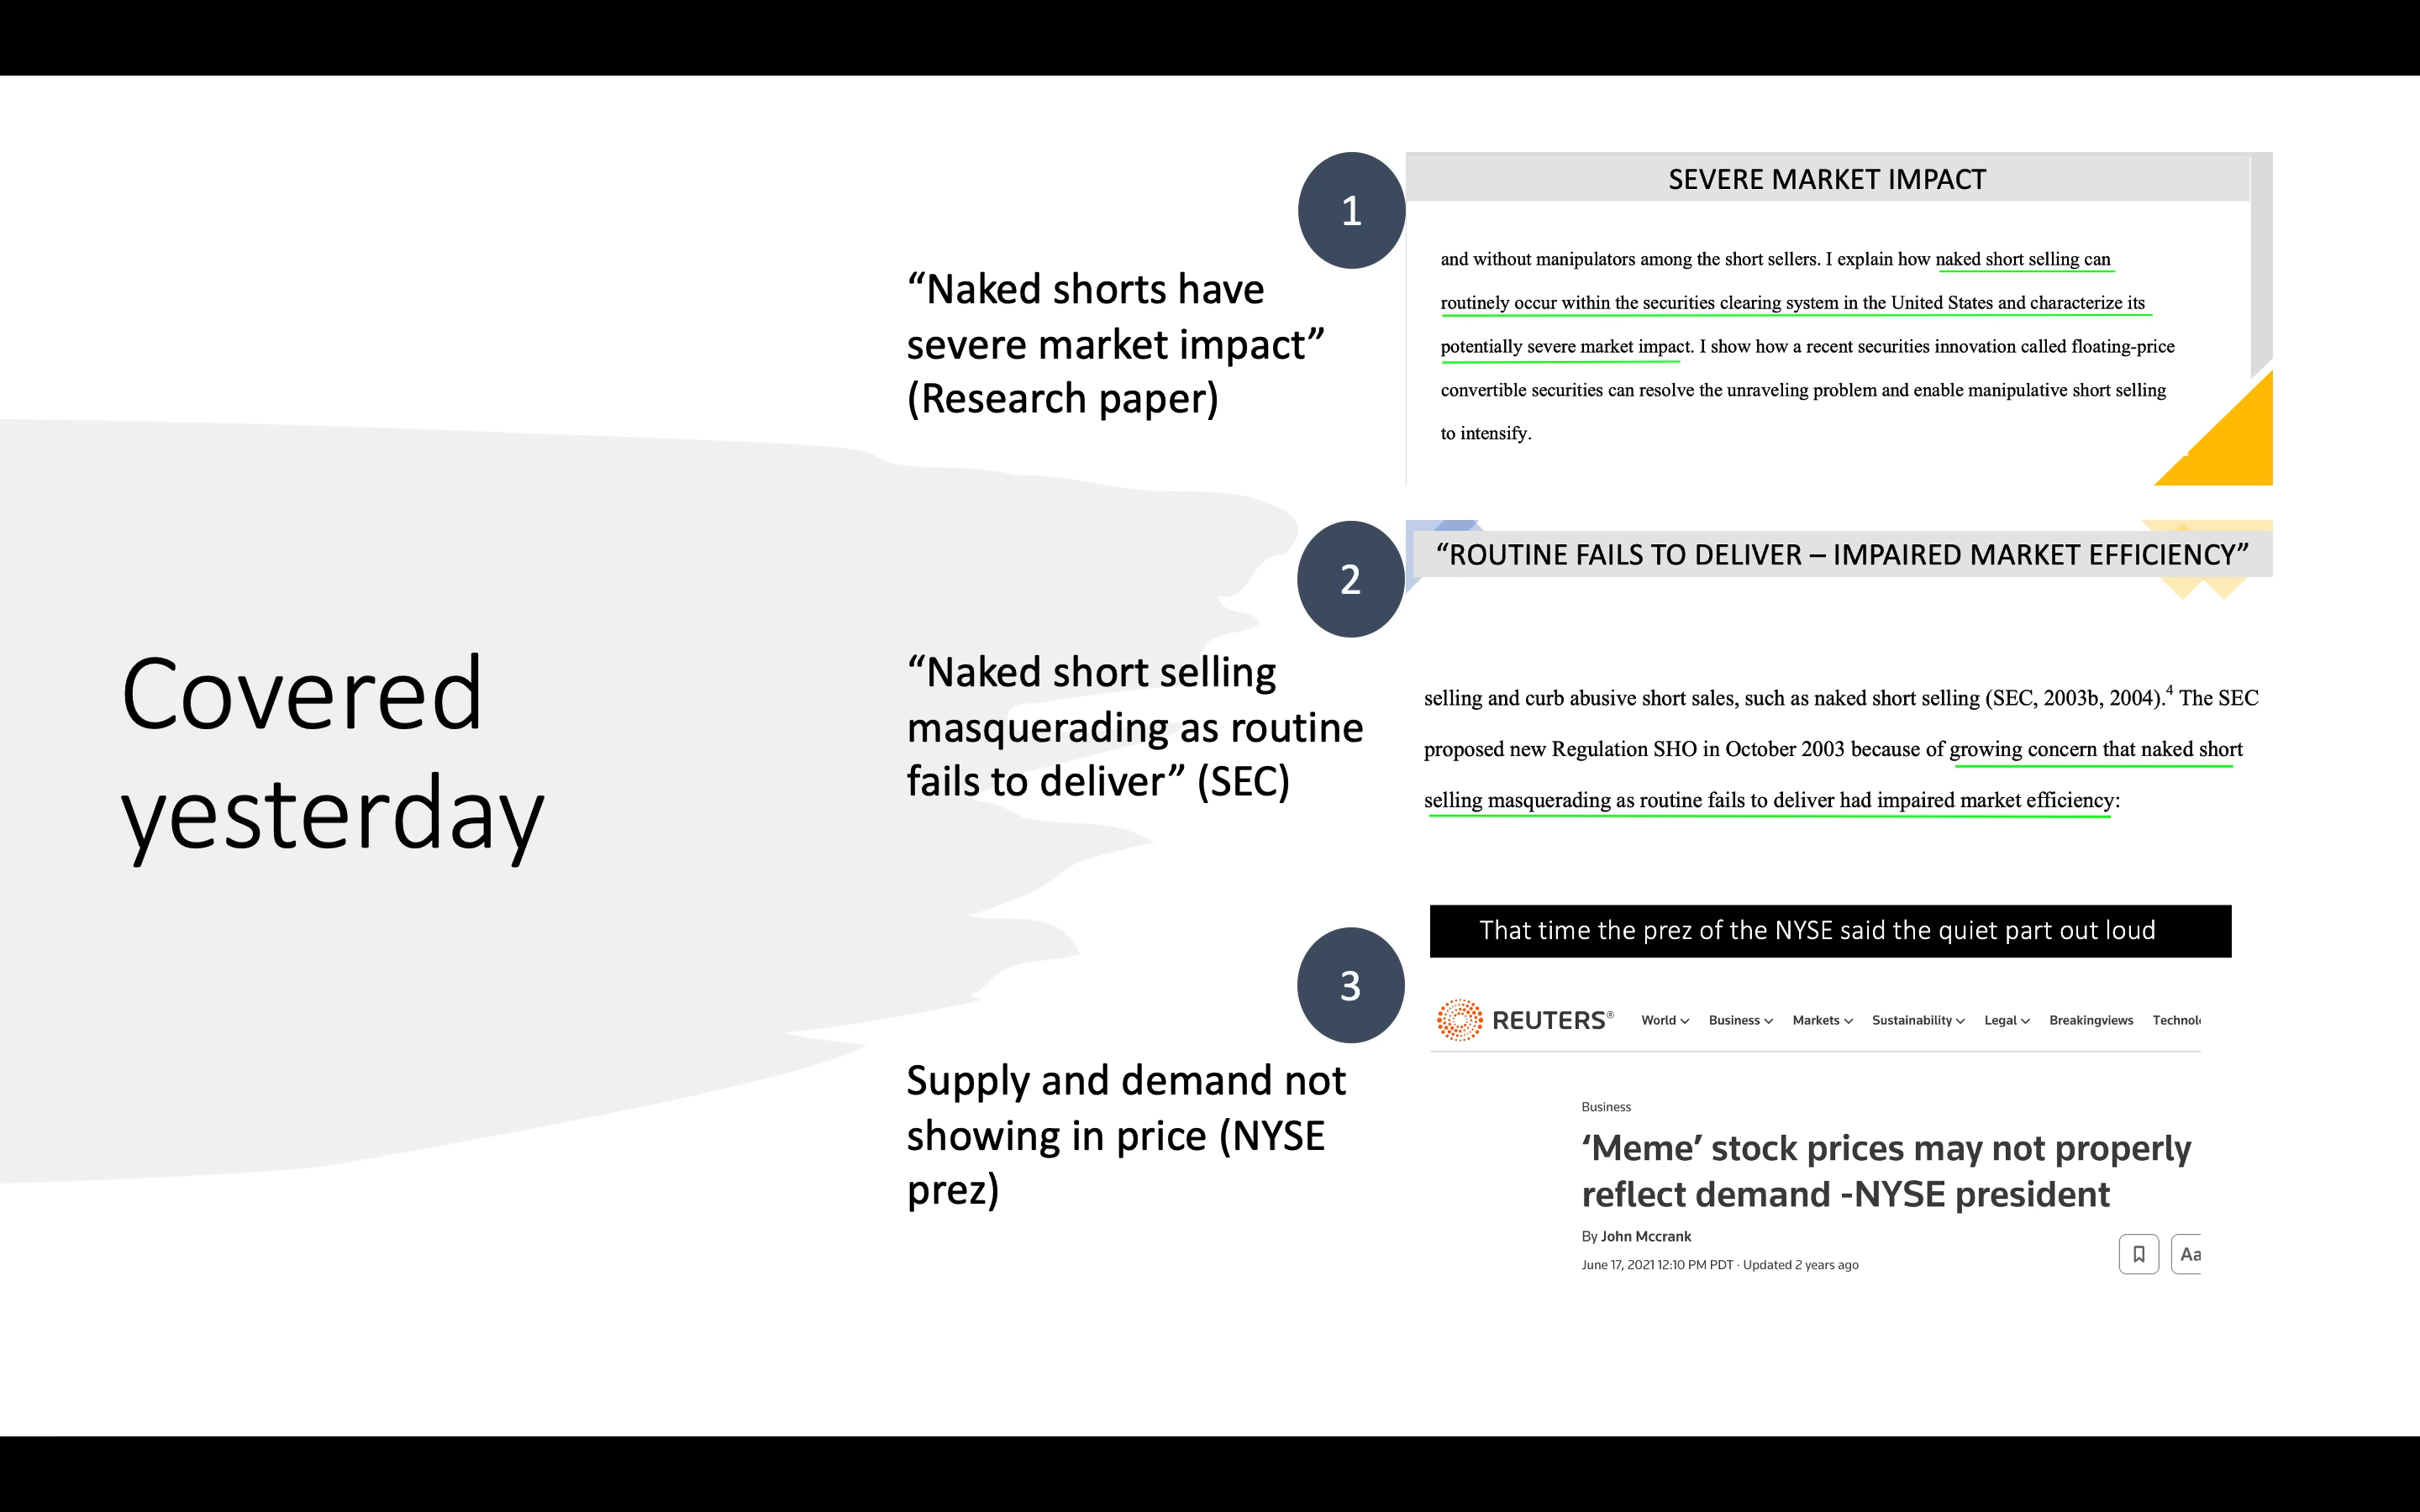 Covered
yesterday
1
“Naked shorts have
severe market impact”
(Research paper)
SEVERE MARKET IMPACT
and without manipulators among the short sellers. I explain how naked short selling can
routinely occur within the securities clearing system in the United States and characterize its
potentially severe market impact. I show how a recent securities innovation called floating-price
convertible securities can resolve the unraveling problem and enable manipulative short selling
to intensify.
2
“Naked short selling
masquerading as routine
fails to deliver” (SEC)
“ROUTINE FAILS TO DELIVER – IMPAIRED MARKET EFFICIENCY”
selling and curb abusive short sales, such as naked short selling (SEC, 2003b, 2004).4 The SEC
proposed new Regulation SHO in October 2003 because of growing concern that naked short
selling masquerading as routine fails to deliver had impaired market efficiency:
3
Supply and demand not
showing in price (NYSE
prez)
That time the prez of the NYSE said the quiet part out loud
REUTERS® World Business Markets Sustainability Legal Breakingviews Technol
Business
‘Meme’ stock prices may not properly
reflect demand -NYSE president
By John Mccrank
June 17, 2021 12:10 PM PDT · Updated 2 years ago
Aa